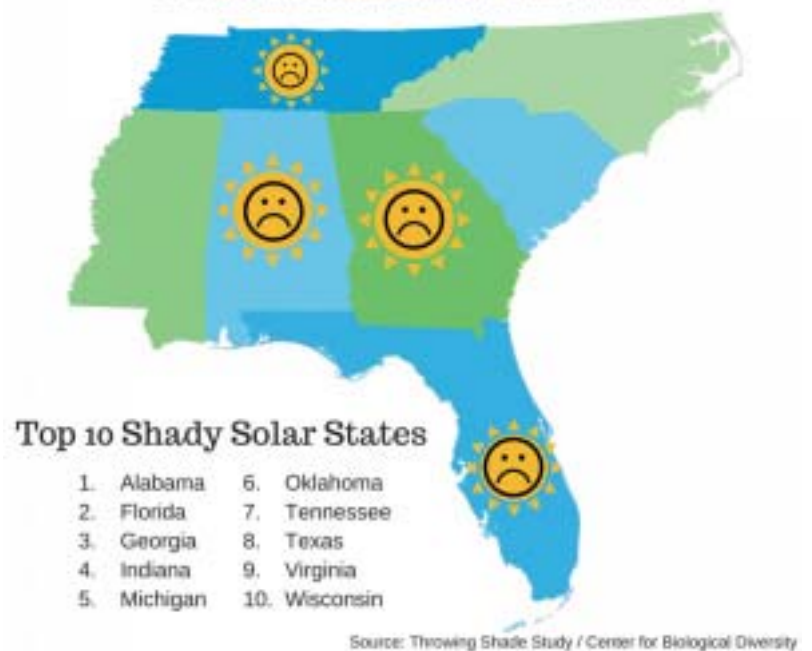 Top 10 Shady Solar States
1. Alabama
2. Florida
3. Georgia
4. Indiana
5. Michigan
6. Oklahoma
7. Tennessee
8. Texas
9. Virginia
10. Wisconsin
Source: Throwing Shade Study / Center for Biological Diversity